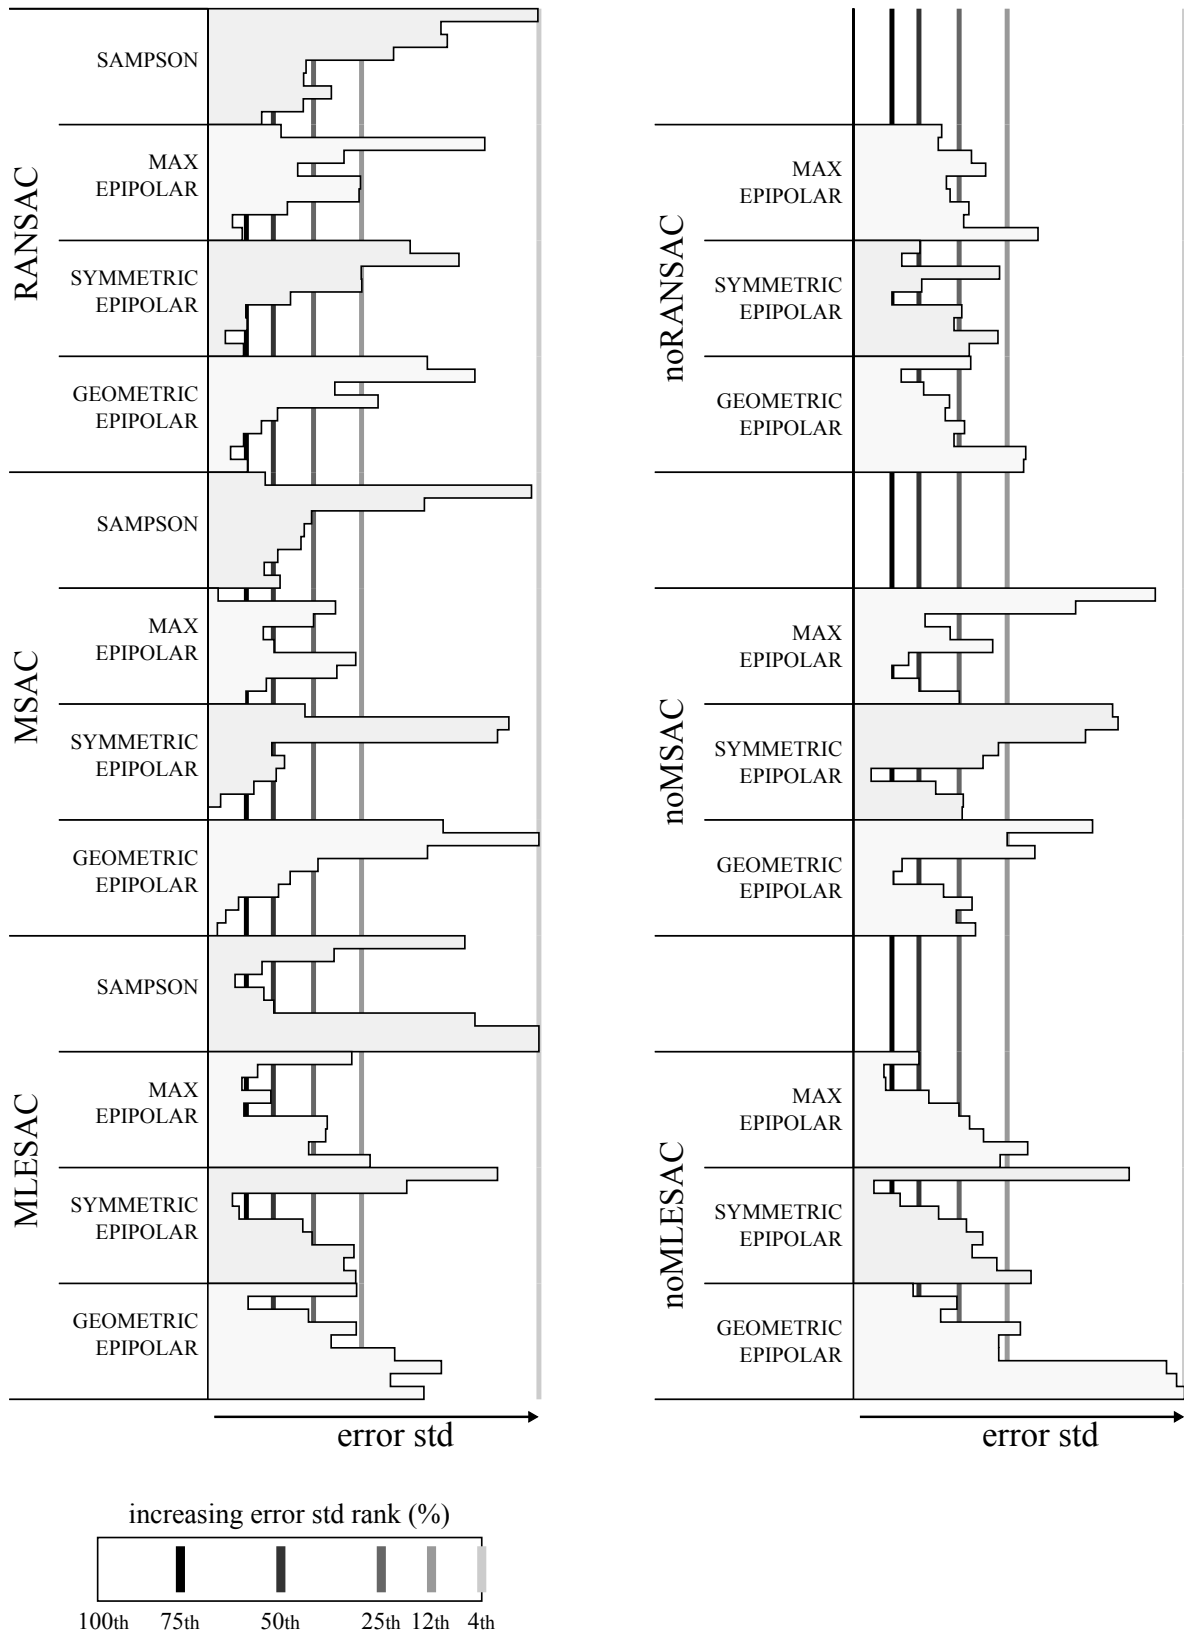 RANSAC
SAMPSON
MAX
EPIPOLAR
SYMMETRIC
EPIPOLAR
GEOMETRIC
EPIPOLAR
MSAC
SAMPSON
MAX
EPIPOLAR
SYMMETRIC
EPIPOLAR
GEOMETRIC
EPIPOLAR
MLESAC
SAMPSON
MAX
EPIPOLAR
SYMMETRIC
EPIPOLAR
GEOMETRIC
EPIPOLAR
error std
noRANSAC
MAX
EPIPOLAR
SYMMETRIC
EPIPOLAR
GEOMETRIC
EPIPOLAR
noMSAC
MAX
EPIPOLAR
SYMMETRIC
EPIPOLAR
GEOMETRIC
EPIPOLAR
noMLESAC
MAX
EPIPOLAR
SYMMETRIC
EPIPOLAR
GEOMETRIC
EPIPOLAR
error std
increasing error std rank (%)
100th 75th 50th 25th 12th 4th